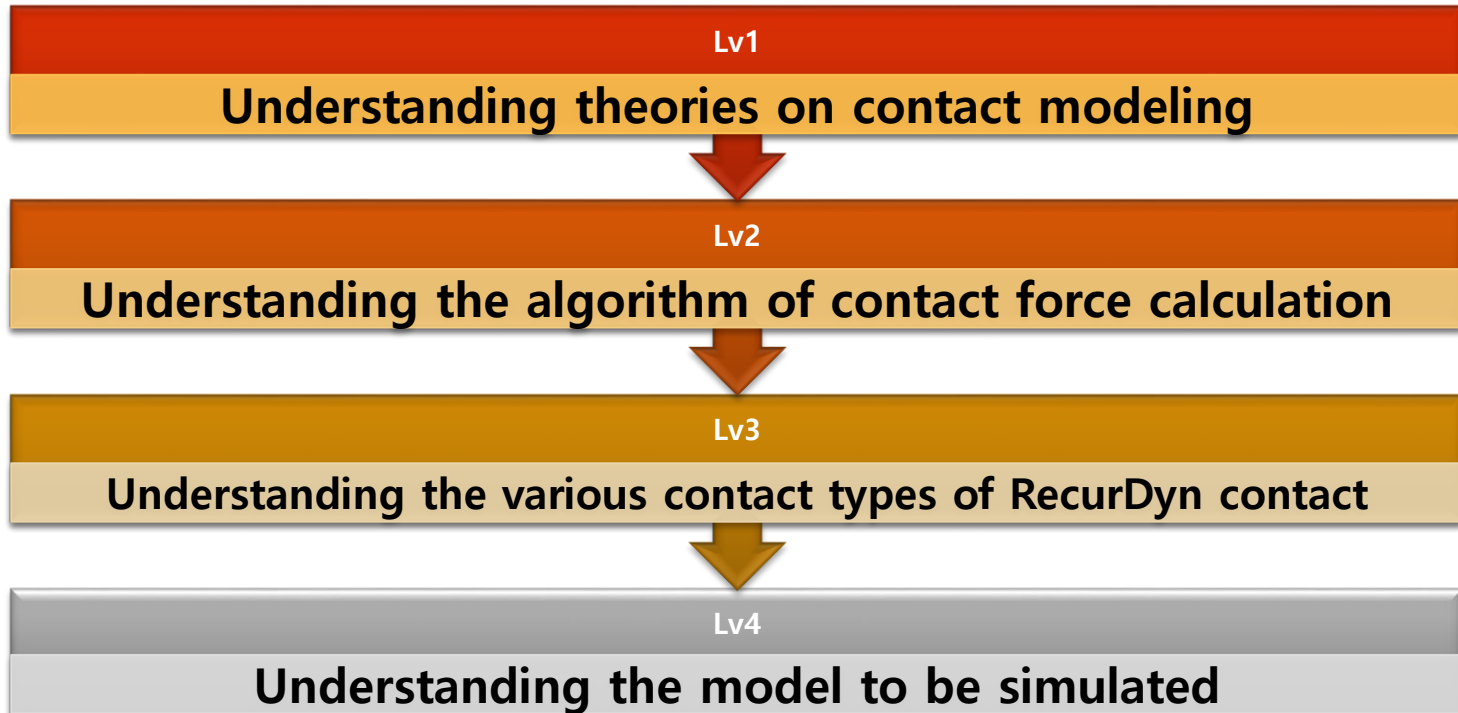 Lv1
Understanding theories on contact modeling
Lv2
Understanding the algorithm of contact force calculation
Lv3
Understanding the various contact types of RecurDyn contact
Lv4
Understanding the model to be simulated